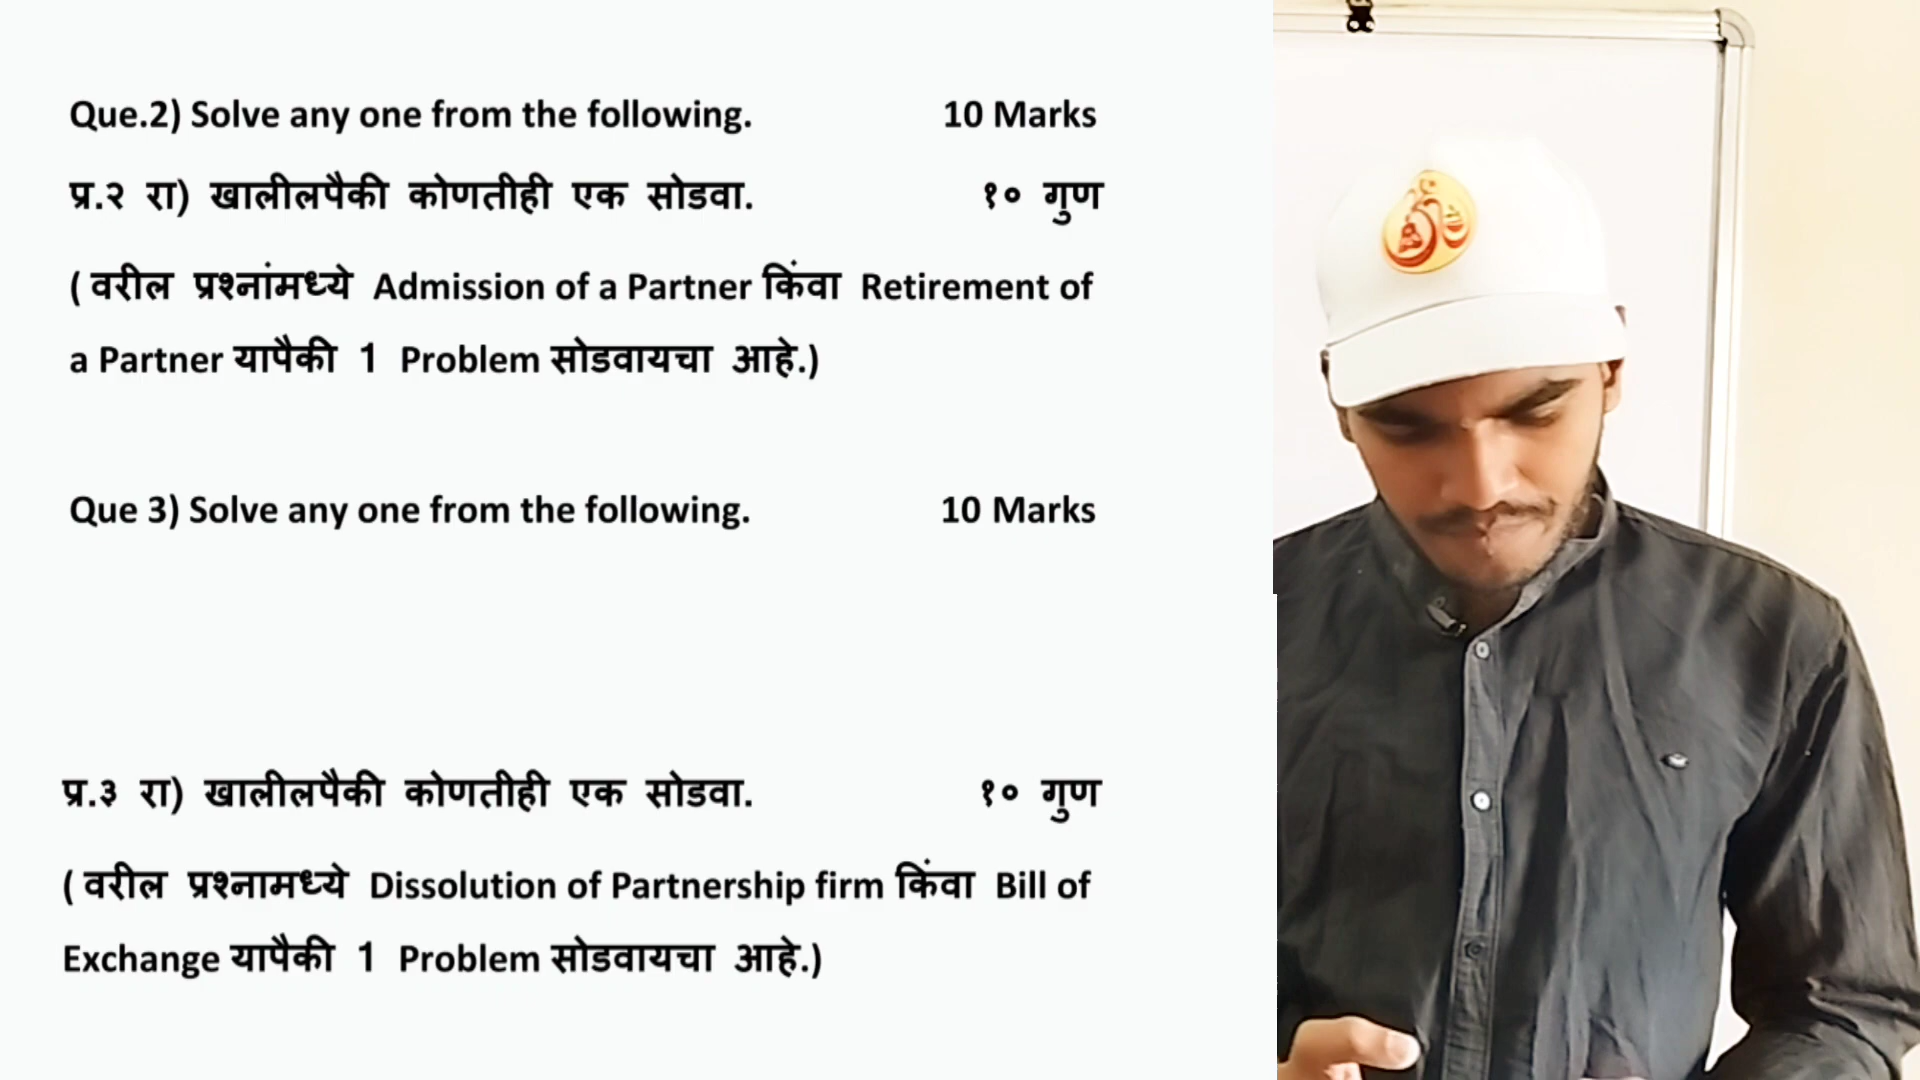 Que.2) Solve any one from the following. 10 Marks
प्र.२ रा) खालीलपैकी कोणतीही एक सोडवा. १० गुण
( वरील प्रश्नांमध्ये Admission of a Partner किंवा Retirement of
a Partner यापैकी 1 Problem सोडवायचा आहे.)
Que 3) Solve any one from the following. 10 Marks
प्र.३ रा) खालीलपैकी कोणतीही एक सोडवा. १० गुण
( वरील प्रश्नामध्ये Dissolution of Partnership firm किंवा Bill of
Exchange यापैकी 1 Problem सोडवायचा आहे.)